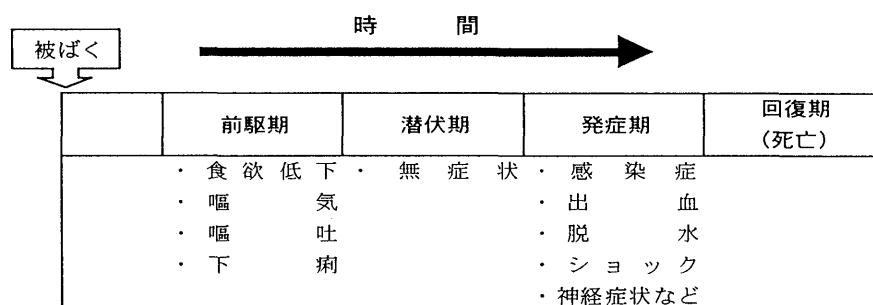 時間
被ばく
前駆期 潜伏期 発症期 回復期
(死亡)
・食欲低下 ・無症状 ・感染症
・嘔気 ・出血
・嘔吐 ・脱水
・下痢 ・ショック
・神経症状など